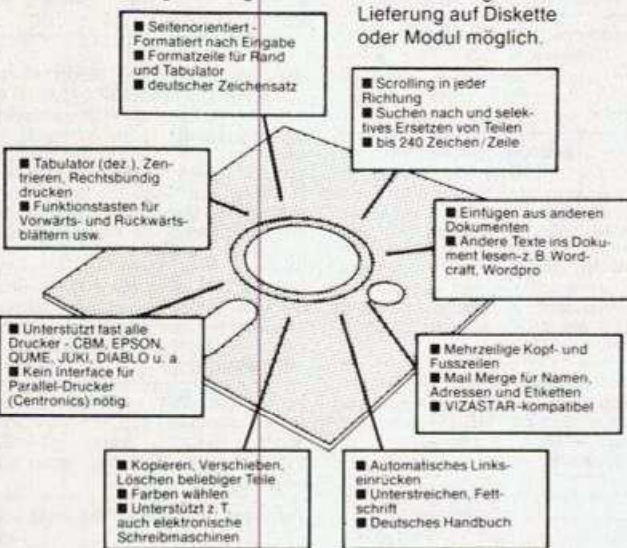 Lieferung auf Diskette
oder Modul möglich.
■ Seitenorientiert -
Formatiert nach Eingabe
■ Formatzeile für Rand
und Tabulator
■ deutscher Zeichensatz
■ Scrolling in jeder
Richtung
■ Suchen nach und selek-
tives Ersetzen von Teilen
■ bis 240 Zeichen/Zeile
■ Tabulator (dez.), Zen-
trieren, Rechtsbündig
drucken
■ Funktionstasten für
Vorwärts- und Rückwärts-
blättern usw.
■ Einfügen aus anderen
Dokumenten
■ Andere Texte ins Doku-
ment lesen-z. B. Word-
craft, Wordpro
■ Unterstützt fast alle
Drucker - CBM, EPSON,
QUME, JUKI, DIABLO u. a.
■ Kein Interface für
Parallel-Drucker
(Centronics) nötig.
■ Mehrzeilige Kopf- und
Fusszeilen
■ Mail Merge für Namen,
Adressen und Etiketten
■ VIZASTAR-kompatibel
■ Kopieren, Verschieben,
Löschen beliebiger Teile
■ Farben wählen
■ Unterstützt z. T.
auch elektronische
Schreibmaschinen
■ Automatisches Links-
einrücken
■ Unterstreichen, Fett-
schrift
■ Deutsches Handbuch